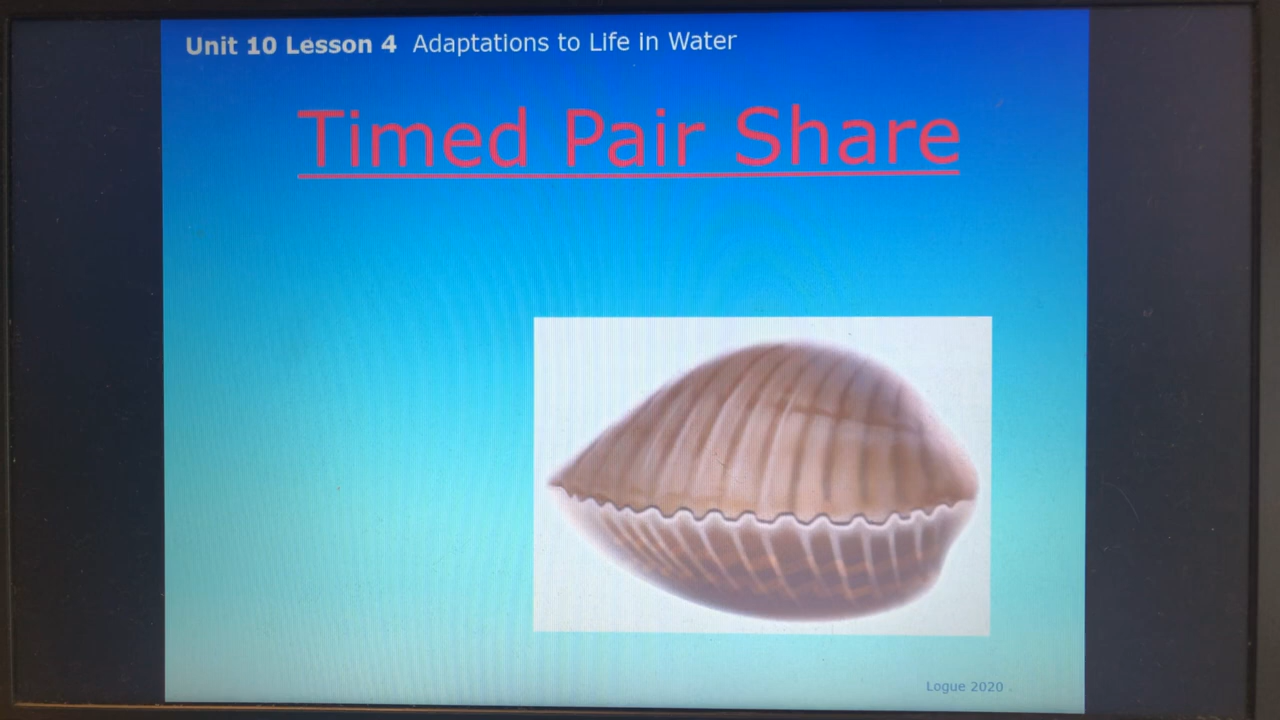 Unit 10 Lesson 4 Adaptations to Life in Water
Timed Pair Share
Logue 2020 .